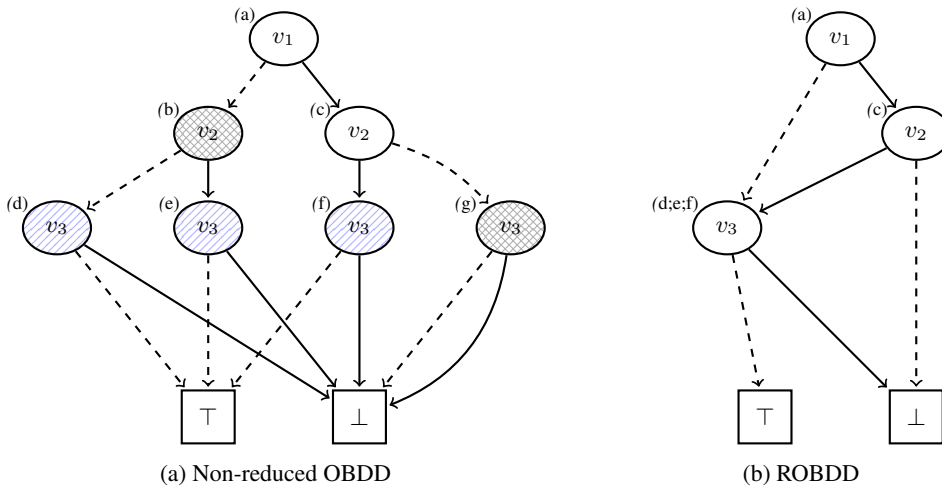 (a)
(a)
v₁
v₁
(b)
(c)
(c)
v₂
v₂
v₂
(d)
(e)
(f)
(g)
(d;e;f)
v₃
v₃
v₃
v₃
v₃
⊤
⊥
⊤
⊥
(a) Non-reduced OBDD
(b) ROBDD